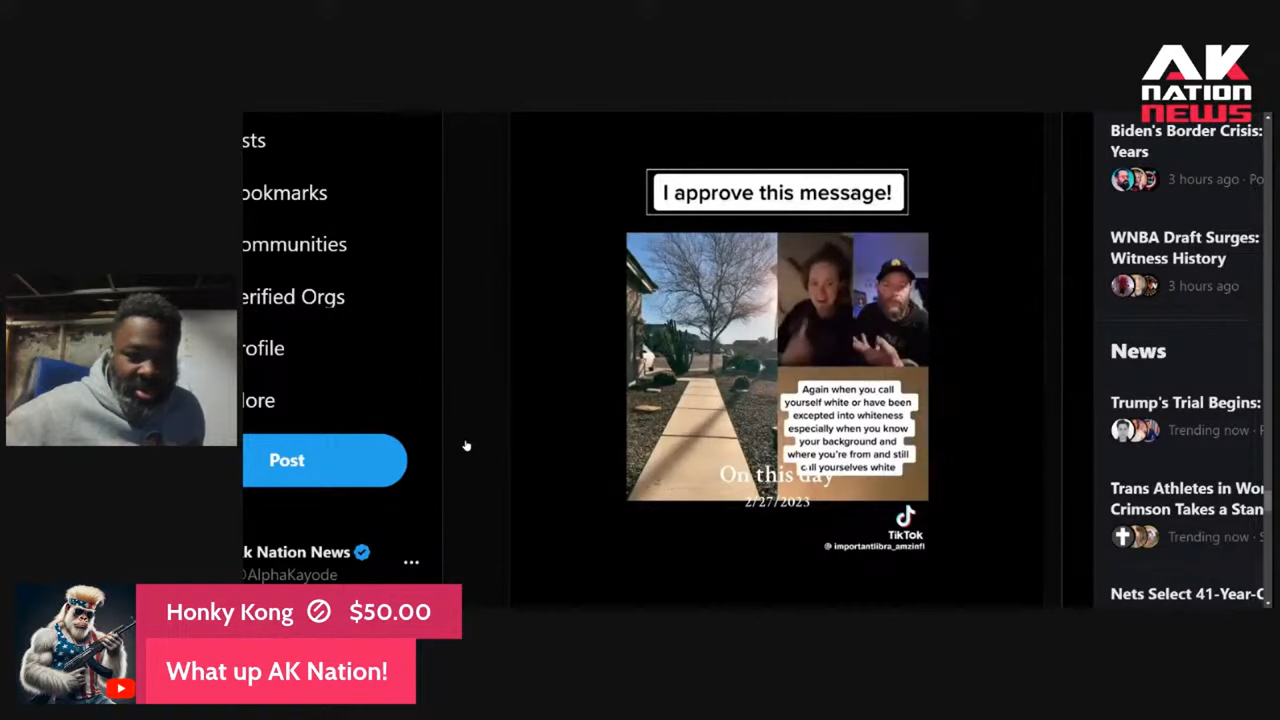 AK
NATION
NEWS
sts
ookmarks
ommunities
erified Orgs
rofile
lore
Post
k Nation News
@AlphaKayode
I approve this message!
Again when you call
yourself white or have been
excepted into whiteness
especially when you know
your background and
where you're from and still
call yourselves white
On this day
2/27/2023
TikTok
@ importantlibra_amzinfl
Biden's Border Crisis:
Years
3 hours ago · Po
WNBA Draft Surges:
Witness History
3 hours ago
News
Trump's Trial Begins:
Trending now ·
Trans Athletes in Wo
Crimson Takes a Stan
Trending now ·
Nets Select 41-Year-O
Honky Kong $50.00
What up AK Nation!